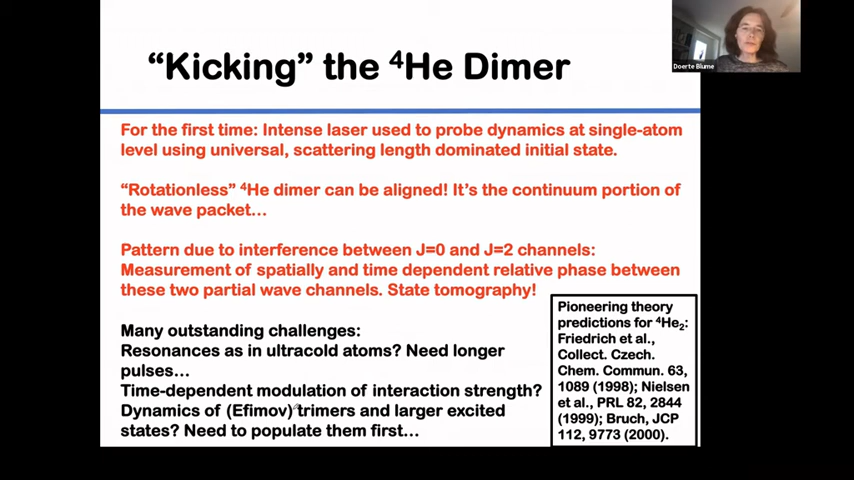 "Kicking" the ⁴He Dimer
Doerte Blume
For the first time: Intense laser used to probe dynamics at single-atom
level using universal, scattering length dominated initial state.
"Rotationless" ⁴He dimer can be aligned! It's the continuum portion of
the wave packet...
Pattern due to interference between J=0 and J=2 channels:
Measurement of spatially and time dependent relative phase between
these two partial wave channels. State tomography!
Many outstanding challenges:
Resonances as in ultracold atoms? Need longer
pulses...
Time-dependent modulation of interaction strength?
Dynamics of (Efimov) trimers and larger excited
states? Need to populate them first...
Pioneering theory
predictions for ⁴He₂:
Friedrich et al.,
Collect. Czech.
Chem. Commun. 63,
1089 (1998); Nielsen
et al., PRL 82, 2844
(1999); Bruch, JCP
112, 9773 (2000).